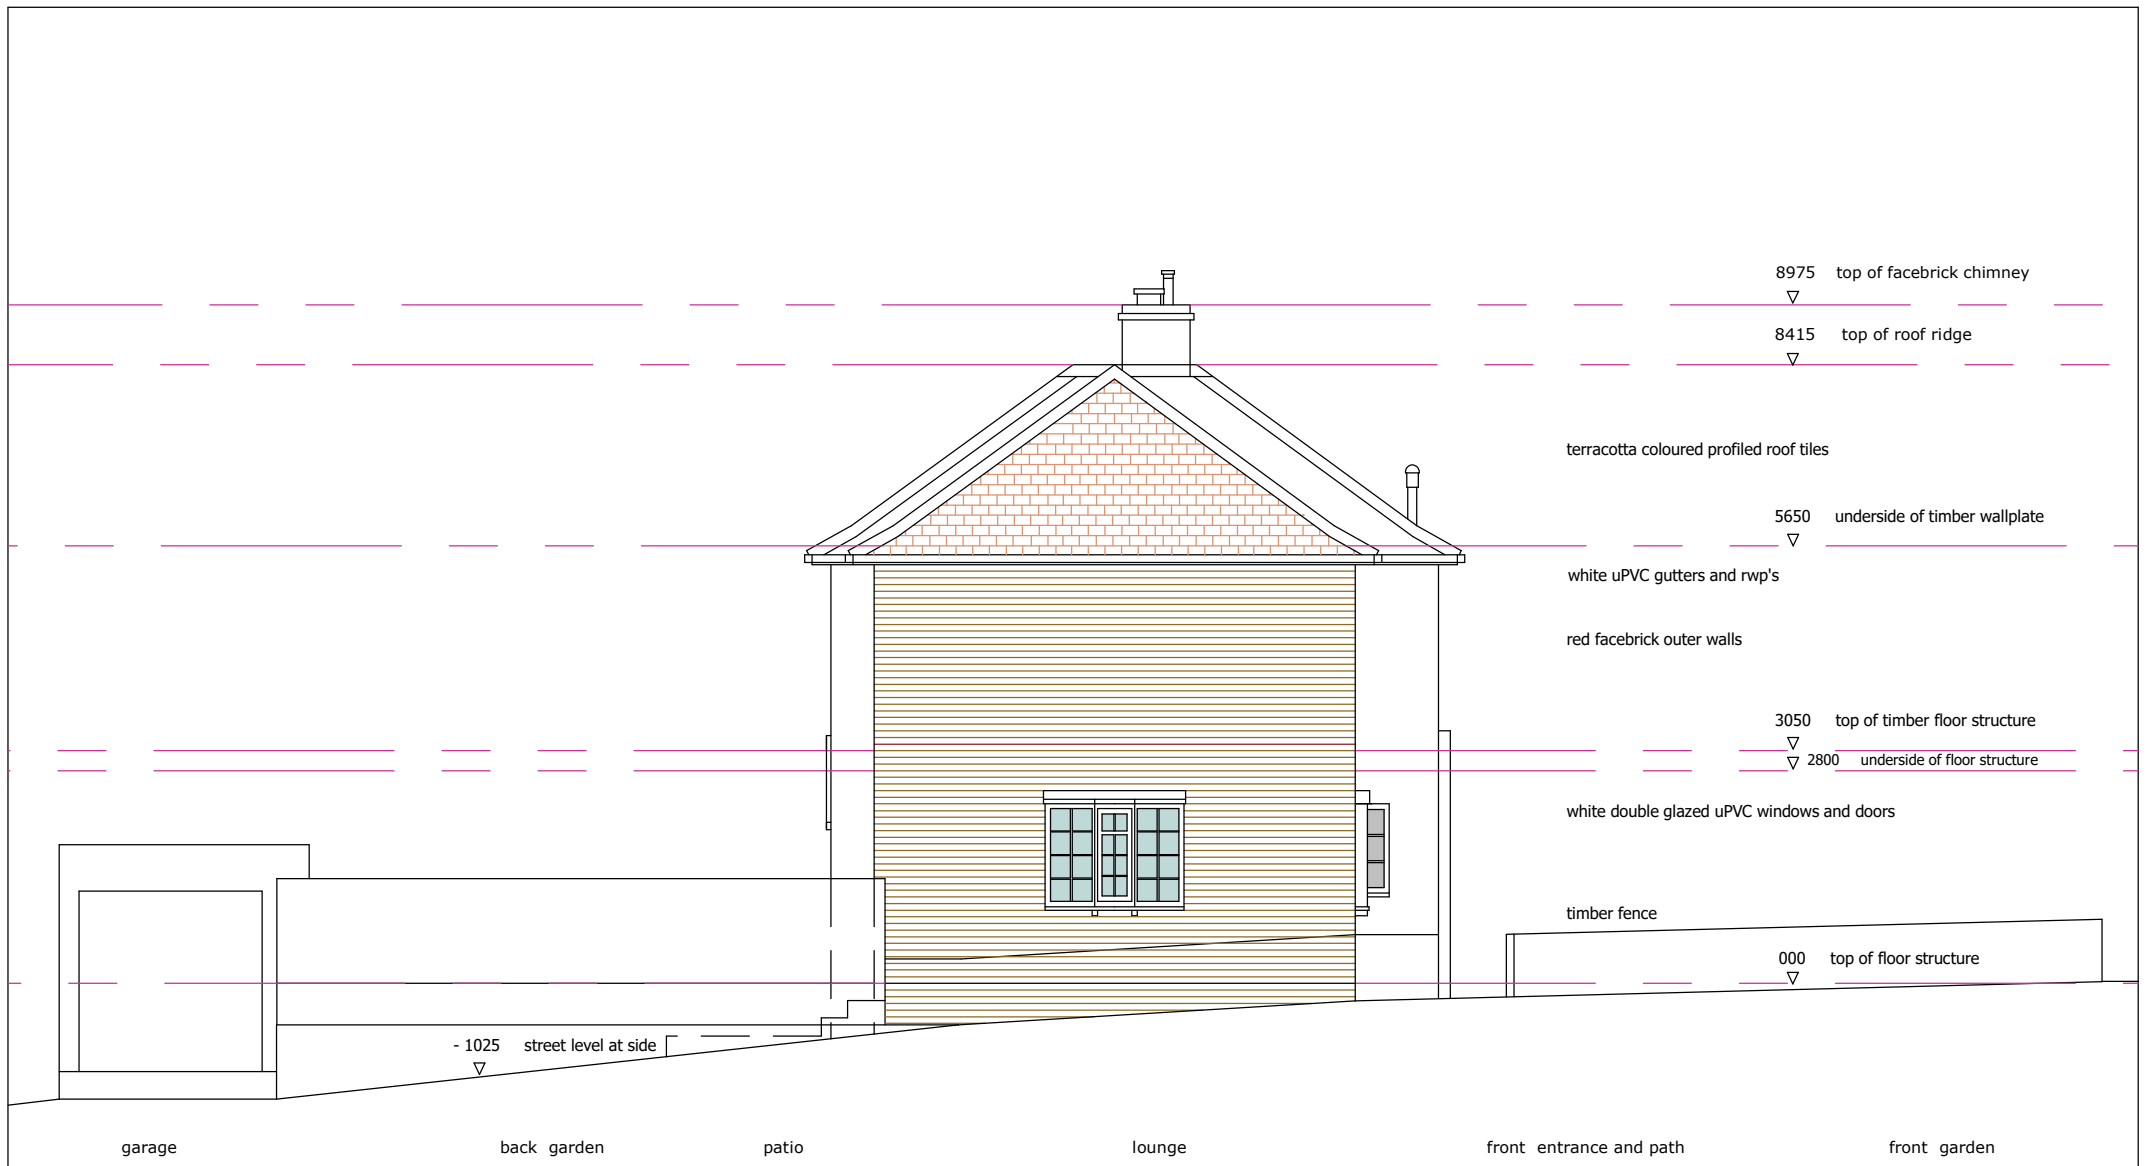 8975 top of facebrick chimney
8415 top of roof ridge
terracotta coloured profiled roof tiles
5650 underside of timber wallplate
white uPVC gutters and rwp's
red facebrick outer walls
3050 top of timber floor structure
2800 underside of floor structure
white double glazed uPVC windows and doors
timber fence
000 top of floor structure
- 1025 street level at side
garage back garden patio lounge front entrance and path front garden